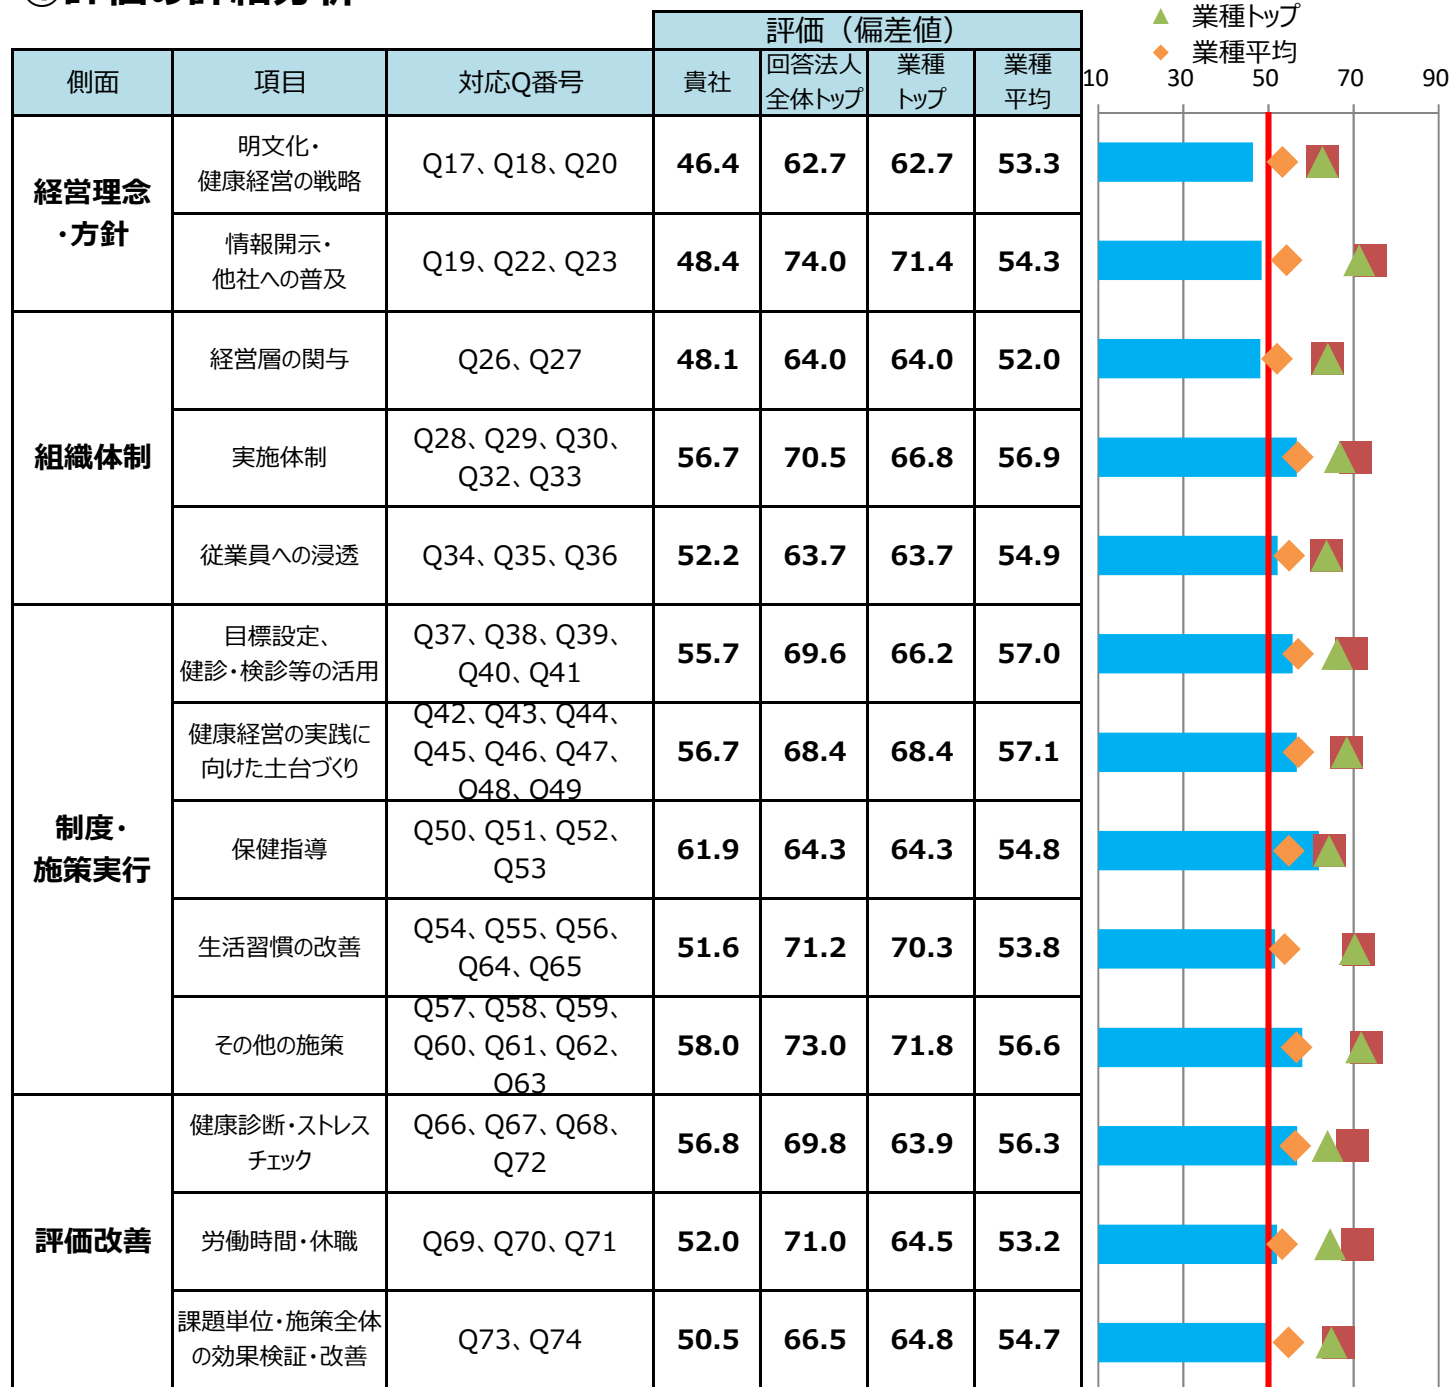 評価（偏差値）
▲ 業種トップ
◆ 業種平均
側面 項目 対応Q番号 貴社 回答法人 業種 業種
全体トップ トップ 平均
10 30 50 70 90
経営理念
・方針
明文化・
健康経営の戦略
Q17、Q18、Q20 46.4 62.7 62.7 53.3
情報開示・
他社への普及
Q19、Q22、Q23 48.4 74.0 71.4 54.3
組織体制
経営層の関与 Q26、Q27 48.1 64.0 64.0 52.0
実施体制
Q28、Q29、Q30、
Q32、Q33
56.7 70.5 66.8 56.9
従業員への浸透 Q34、Q35、Q36 52.2 63.7 63.7 54.9
制度・
施策実行
目標設定、
健診・検診等の活用
Q37、Q38、Q39、
Q40、Q41
55.7 69.6 66.2 57.0
健康経営の実践に
向けた土台づくり
Q42、Q43、Q44、
Q45、Q46、Q47、
Q48、Q49
56.7 68.4 68.4 57.1
保健指導
Q50、Q51、Q52、
Q53
61.9 64.3 64.3 54.8
生活習慣の改善
Q54、Q55、Q56、
Q64、Q65
51.6 71.2 70.3 53.8
その他の施策
Q57、Q58、Q59、
Q60、Q61、Q62、
Q63
58.0 73.0 71.8 56.6
評価改善
健康診断・ストレス
チェック
Q66、Q67、Q68、
Q72
56.8 69.8 63.9 56.3
労働時間・休職 Q69、Q70、Q71 52.0 71.0 64.5 53.2
課題単位・施策全体
の効果検証・改善
Q73、Q74 50.5 66.5 64.8 54.7